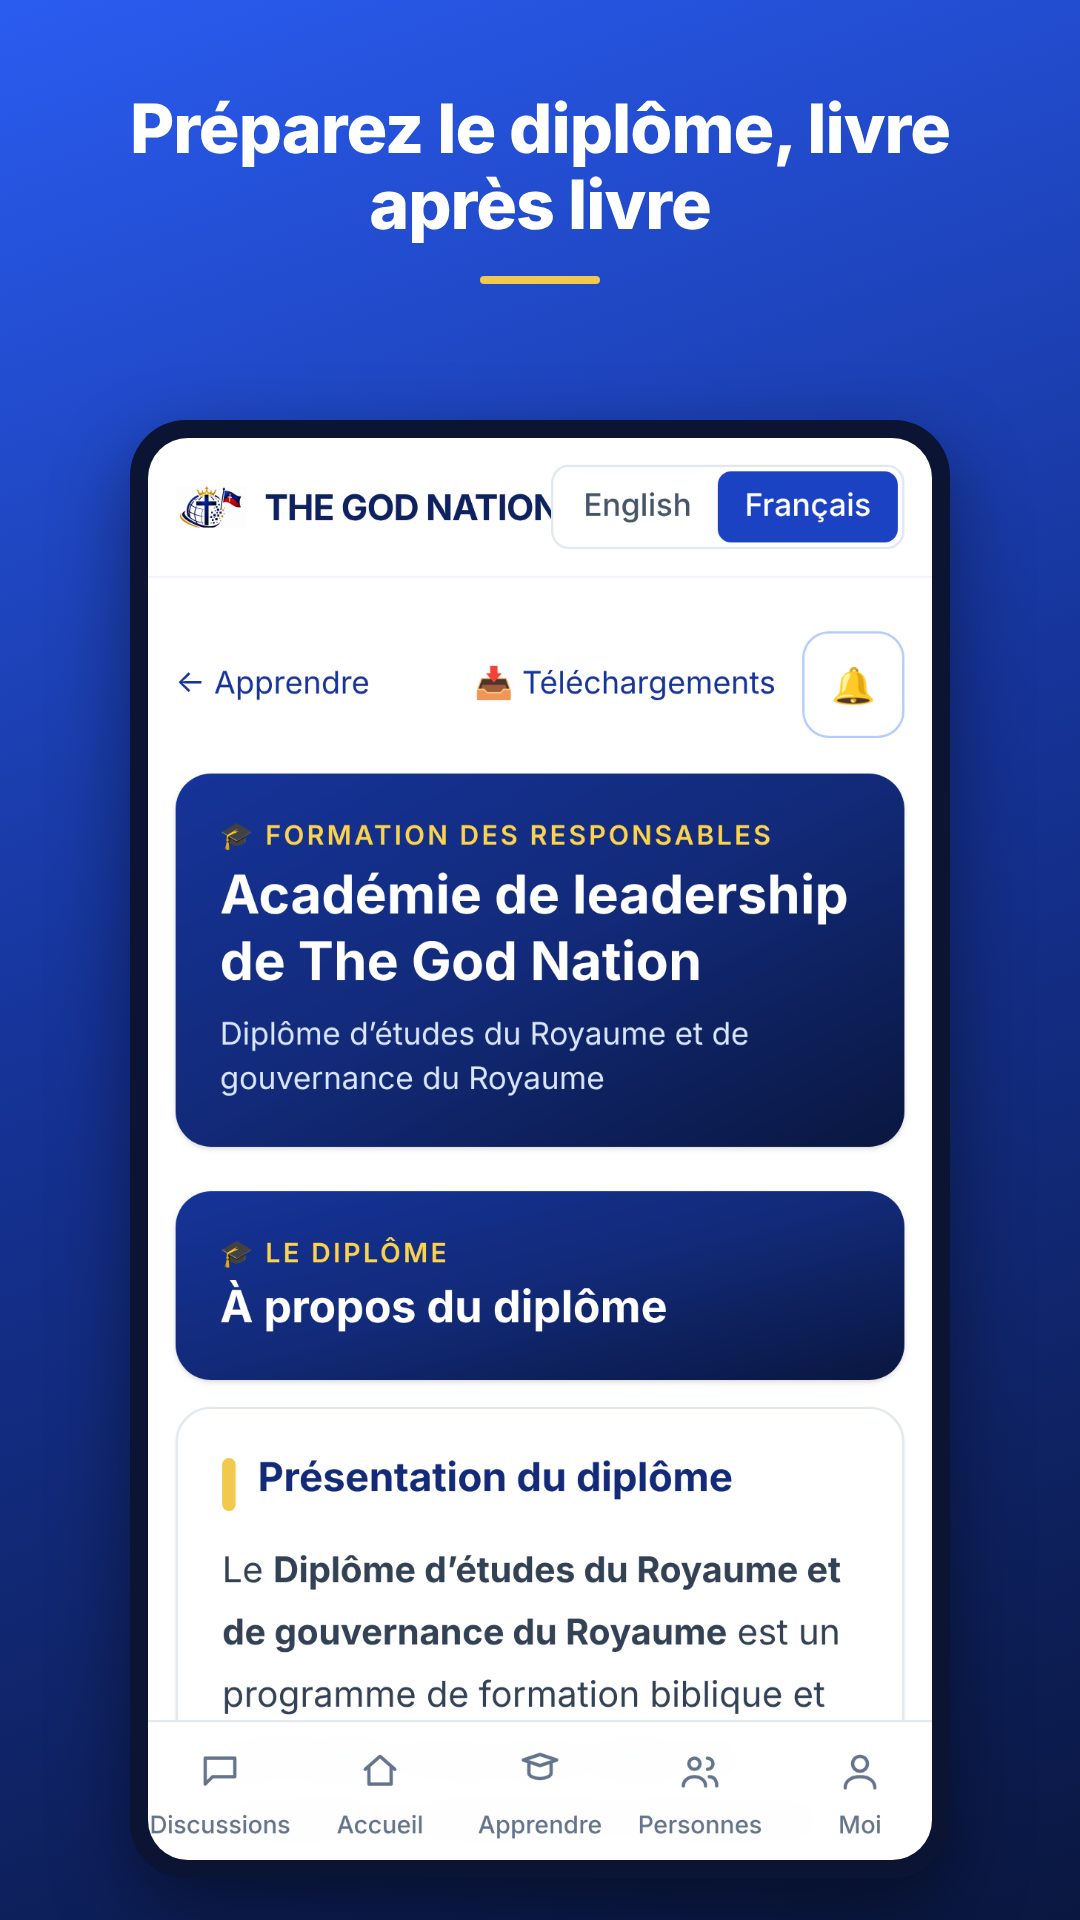 Préparez le diplôme, livre
après livre
THE GOD NATION
English
Français
← Apprendre
Téléchargements
FORMATION DES RESPONSABLES
Académie de leadership
de The God Nation
Diplôme d’études du Royaume et de
gouvernance du Royaume
LE DIPLÔME
À propos du diplôme
Présentation du diplôme
Le Diplôme d’études du Royaume et
de gouvernance du Royaume est un
programme de formation biblique et
Discussions
Accueil
Apprendre
Personnes
Moi